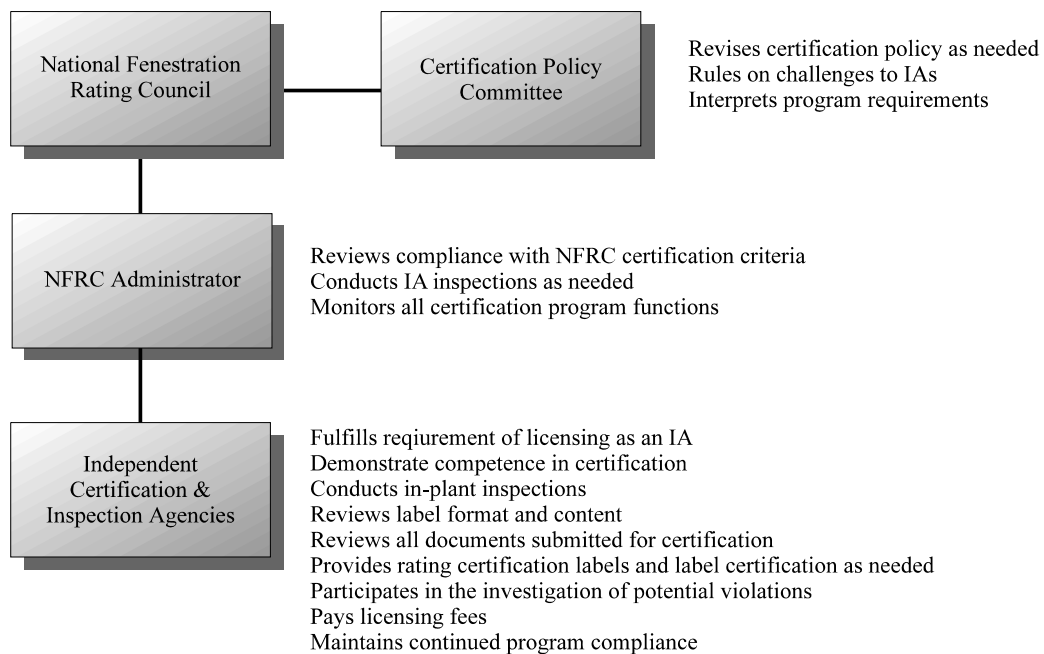 National Fenestration
Rating Council
Certification Policy
Committee
Revises certification policy as needed
Rules on challenges to IAs
Interprets program requirements
NFRC Administrator
Reviews compliance with NFRC certification criteria
Conducts IA inspections as needed
Monitors all certification program functions
Independent
Certification &
Inspection Agencies
Fulfills reqiurement of licensing as an IA
Demonstrate competence in certification
Conducts in-plant inspections
Reviews label format and content
Reviews all documents submitted for certification
Provides rating certification labels and label certification as needed
Participates in the investigation of potential violations
Pays licensing fees
Maintains continued program compliance